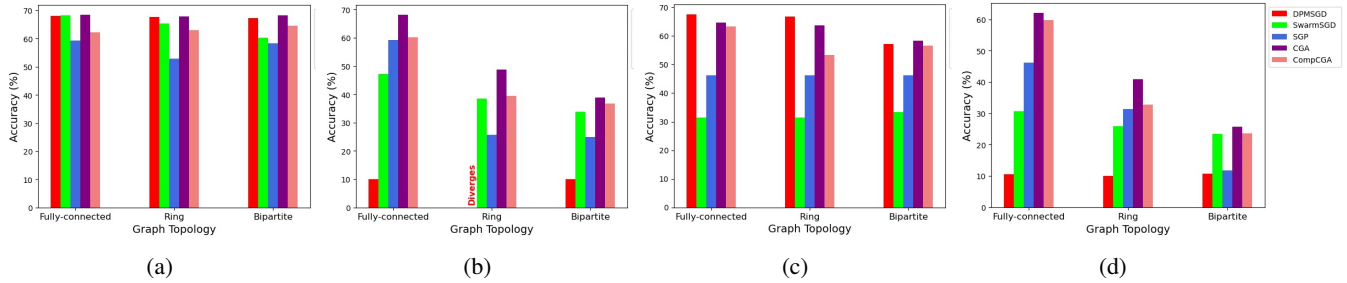 70
60
50
40
30
20
10
0
Accuracy (%)
Fully-connected Ring Bipartite
Graph Topology
(a)
70
60
50
40
30
20
10
0
Accuracy (%)
Diverges
Fully-connected Ring Bipartite
Graph Topology
(b)
70
60
50
40
30
20
10
0
Accuracy (%)
Fully-connected Ring Bipartite
Graph Topology
(c)
60
50
40
30
20
10
0
Accuracy (%)
Fully-connected Ring Bipartite
Graph Topology
(d)
DPMSGD
SwarmSGD
SGP
CGA
CompCGA